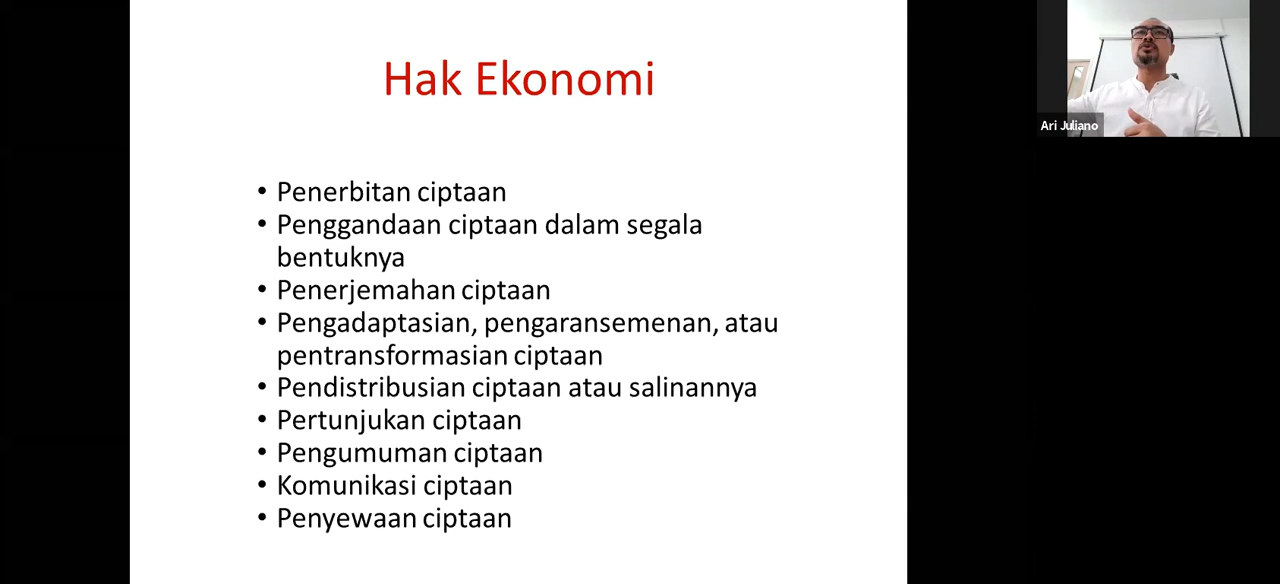 Hak Ekonomi
• Penerbitan ciptaan
• Penggandaan ciptaan dalam segala
bentuknya
• Penerjemahan ciptaan
• Pengadaptasian, pengaransemenan, atau
pentransformasian ciptaan
• Pendistribusian ciptaan atau salinannya
• Pertunjukan ciptaan
• Pengumuman ciptaan
• Komunikasi ciptaan
• Penyewaan ciptaan
Ari Juliano